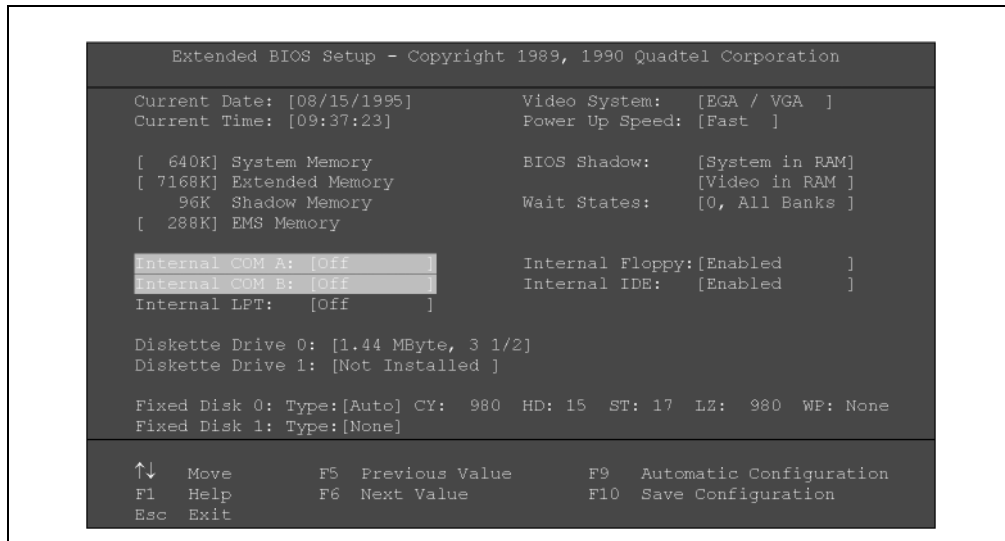 Extended BIOS Setup - Copyright 1989, 1990 Quadtel Corporation
Current Date: [08/15/1995] Video System: [EGA / VGA ]
Current Time: [09:37:23] Power Up Speed: [Fast ]
[ 640K] System Memory BIOS Shadow: [System in RAM]
[ 7168K] Extended Memory [Video in RAM ]
96K Shadow Memory Wait States: [0, All Banks ]
[ 288K] EMS Memory
Internal COM A: [Off ] Internal Floppy:[Enabled ]
Internal COM B: [Off ] Internal IDE: [Enabled ]
Internal LPT: [Off ]
Diskette Drive 0: [1.44 MByte, 3 1/2]
Diskette Drive 1: [Not Installed ]
Fixed Disk 0: Type:[Auto] CY: 980 HD: 15 ST: 17 LZ: 980 WP: None
Fixed Disk 1: Type:[None]
↑↓ Move F5 Previous Value F9 Automatic Configuration
F1 Help F6 Next Value F10 Save Configuration
Esc Exit